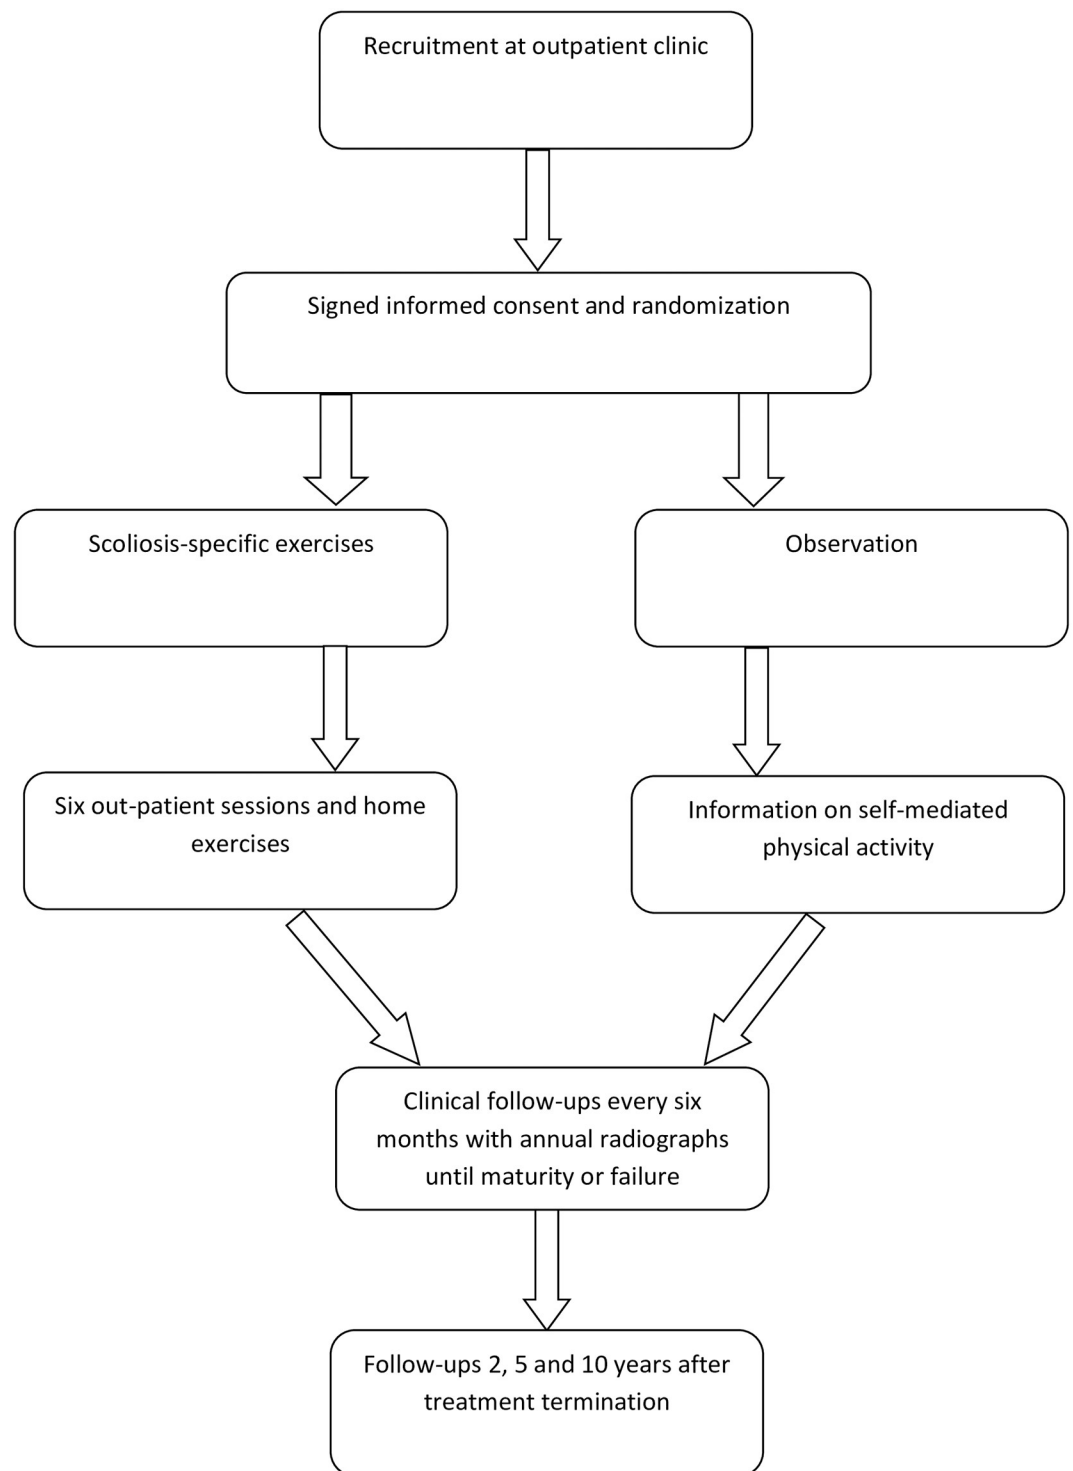 Recruitment at outpatient clinic
Signed informed consent and randomization
Scoliosis-specific exercises
Observation
Six out-patient sessions and home
exercises
Information on self-mediated
physical activity
Clinical follow-ups every six
months with annual radiographs
until maturity or failure
Follow-ups 2, 5 and 10 years after
treatment termination